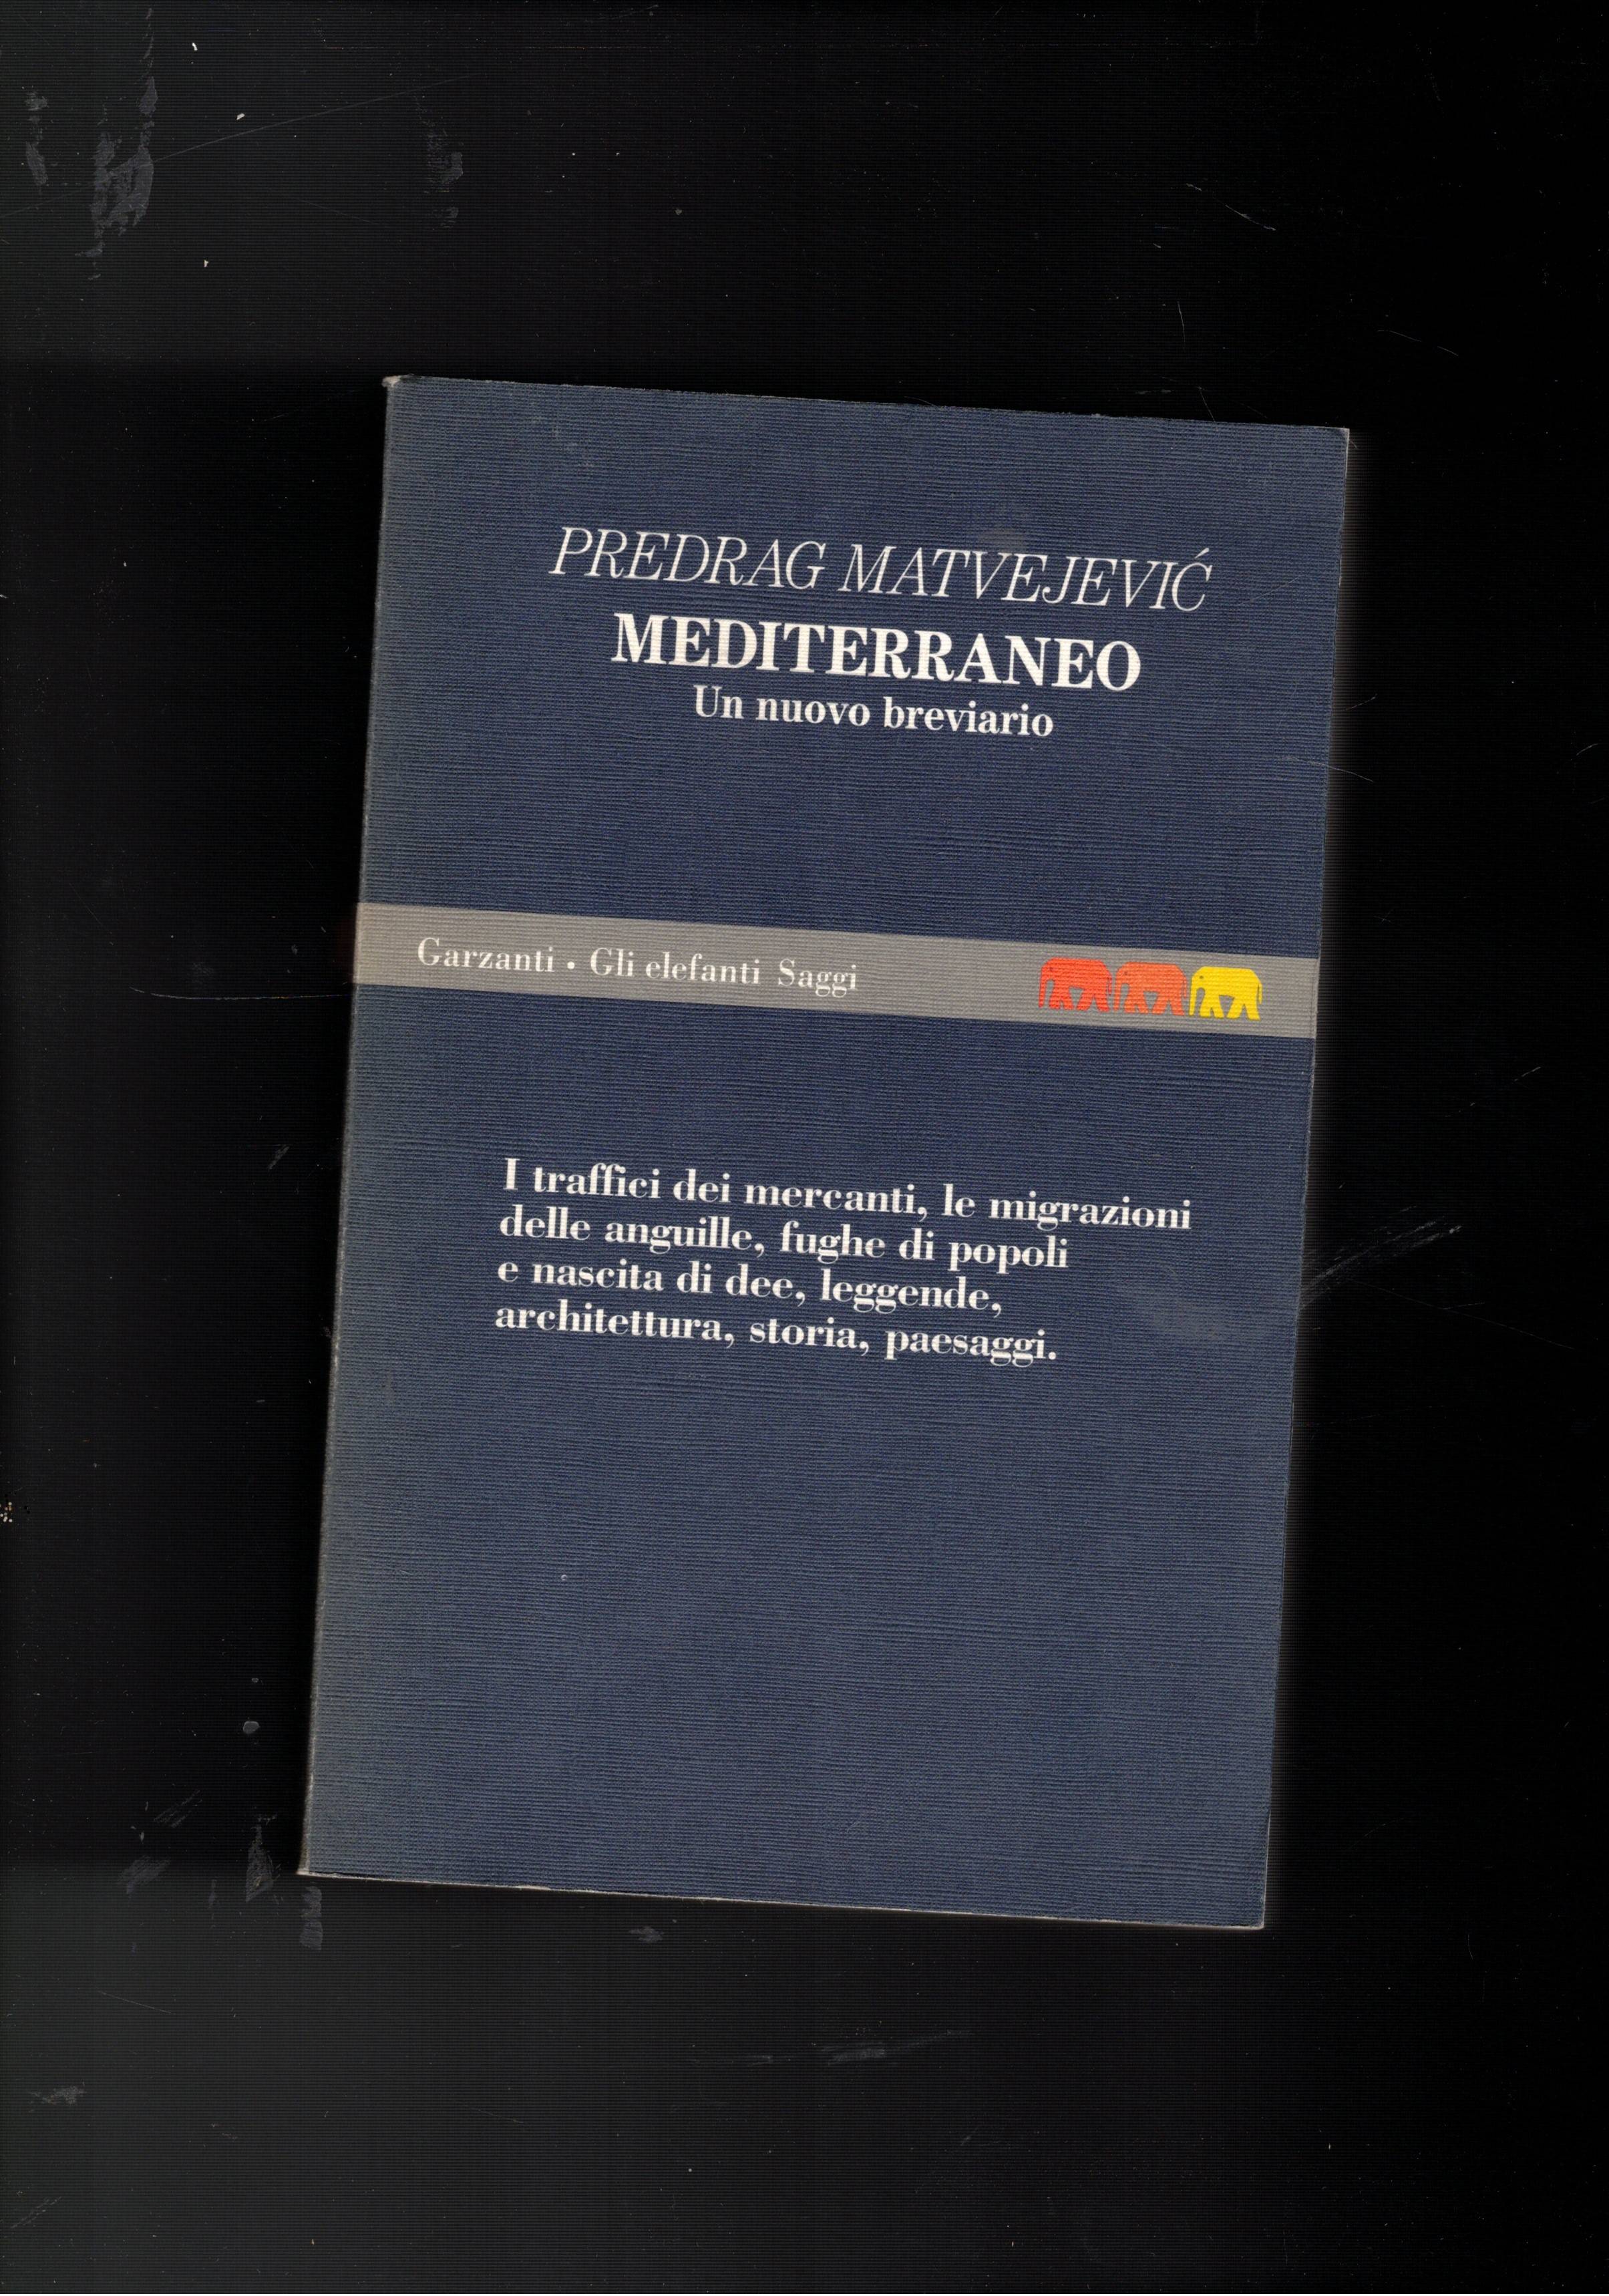 PREDRAG MATVEJEVIĆ
MEDITERRANEO
Un nuovo breviario
Garzanti • Gli elefanti Saggi
I traffici dei mercanti, le migrazioni
delle anguille, fughe di popoli
e nascita di dee, leggende,
architettura, storia, paesaggi.